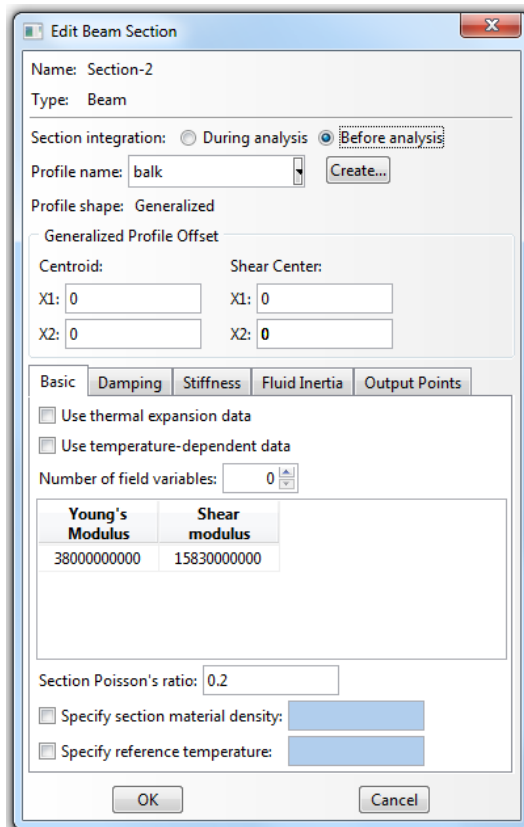 Edit Beam Section
X
Name: Section-2
Type: Beam
Section integration: During analysis Before analysis
Profile name: balk Create...
Profile shape: Generalized
Generalized Profile Offset
Centroid: Shear Center:
X1: 0 X1: 0
X2: 0 X2: 0
Basic Damping Stiffness Fluid Inertia Output Points
Use thermal expansion data
Use temperature-dependent data
Number of field variables: 0
Young's Shear
Modulus modulus
38000000000 15830000000
Section Poisson's ratio: 0.2
Specify section material density:
Specify reference temperature:
OK Cancel